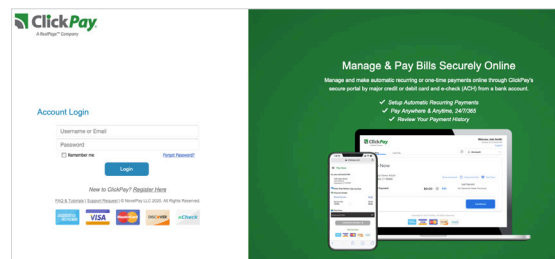 ClickPay
A RealPage™ Company
Account Login
Username or Email
Password
Remember me
Forgot Password?
Login
New to ClickPay? Register Here
FAQ & Tutorials | Support Request | © NovelPay LLC 2020. All Rights Reserved.
VISA
MasterCard
DISCOVER
eCheck
Manage & Pay Bills Securely Online
Manage and make automatic recurring or one-time payments online through ClickPay's
secure portal by major credit or debit card and e-check (ACH) from a bank account.
✓ Setup Automatic Recurring Payments
✓ Pay Anywhere & Anytime, 24/7/365
✓ Review Your Payment History
ClickPay
Now